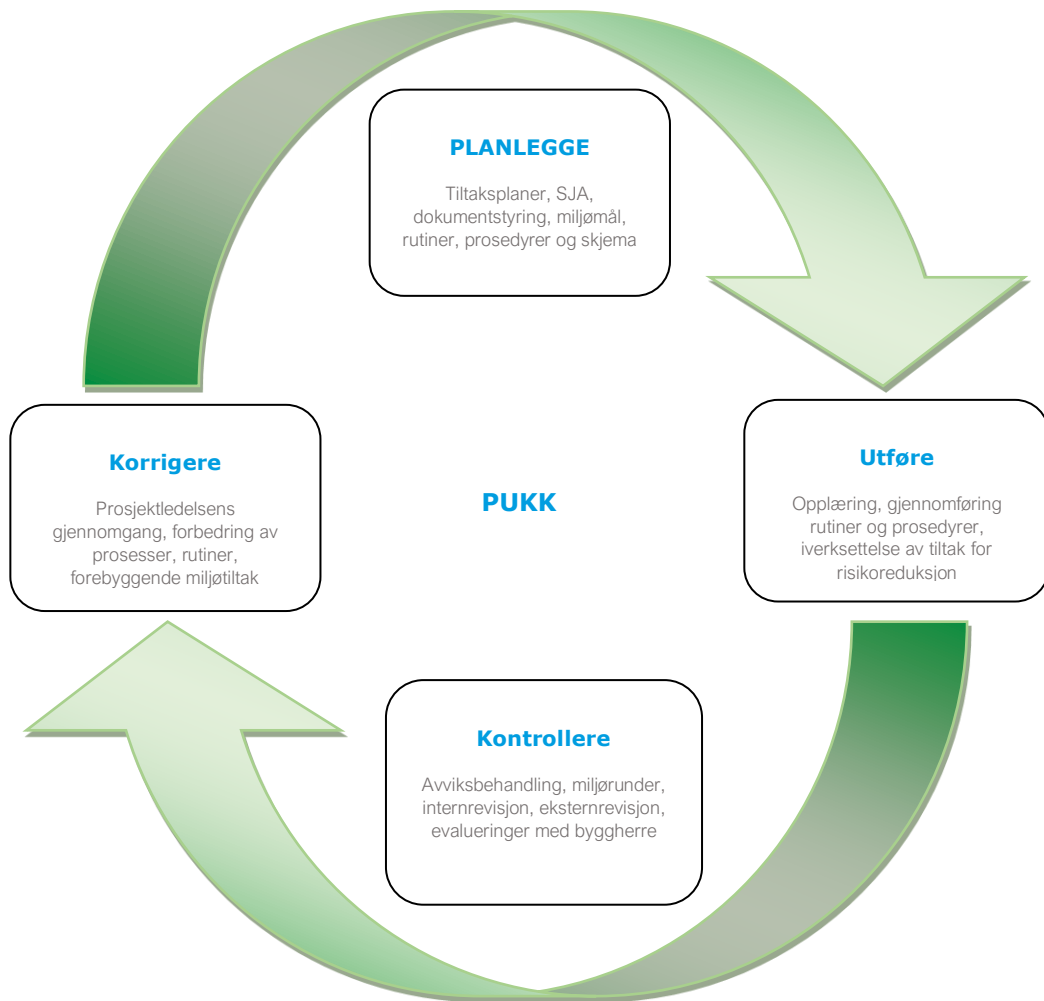 PLANLEGGE
Tiltaksplaner, SJA,
dokumentstyring, miljømål,
rutiner, prosedyrer og skjema
Korrigere
Prosjektledelsens
gjennomgang, forbedring av
prosesser, rutiner,
forebyggende miljøtiltak
PUKK
Utføre
Opplæring, gjennomføring
rutiner og prosedyrer,
iverksettelse av tiltak for
risikoreduksjon
Kontrollere
Avviksbehandling, miljørunder,
internrevisjon, eksternrevisjon,
evalueringer med byggherre